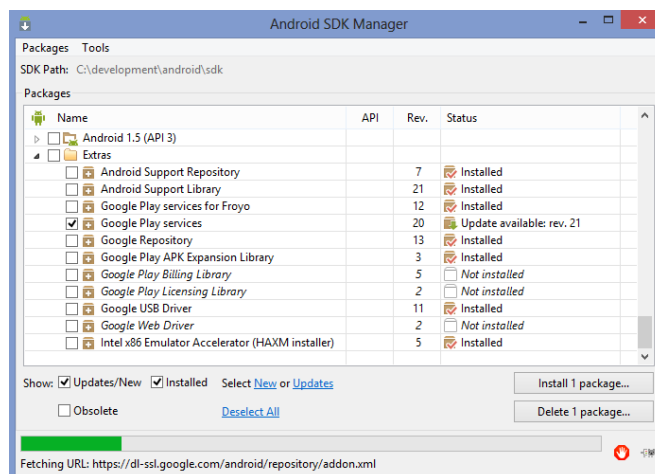 Android SDK Manager
Packages Tools
SDK Path: C:\development\android\sdk
Packages
Name API Rev. Status
Android 1.5 (API 3)
Extras
Android Support Repository 7 Installed
Android Support Library 21 Installed
Google Play services for Froyo 12 Installed
Google Play services 20 Update available: rev. 21
Google Repository 13 Installed
Google Play APK Expansion Library 3 Installed
Google Play Billing Library 5 Not installed
Google Play Licensing Library 2 Not installed
Google USB Driver 11 Installed
Google Web Driver 2 Not installed
Intel x86 Emulator Accelerator (HAXM installer) 5 Installed
Show: Updates/New Installed Select New or Updates Install 1 package...
Obsolete Deselect All Delete 1 package...
Fetching URL: https://dl-ssl.google.com/android/repository/addon.xml